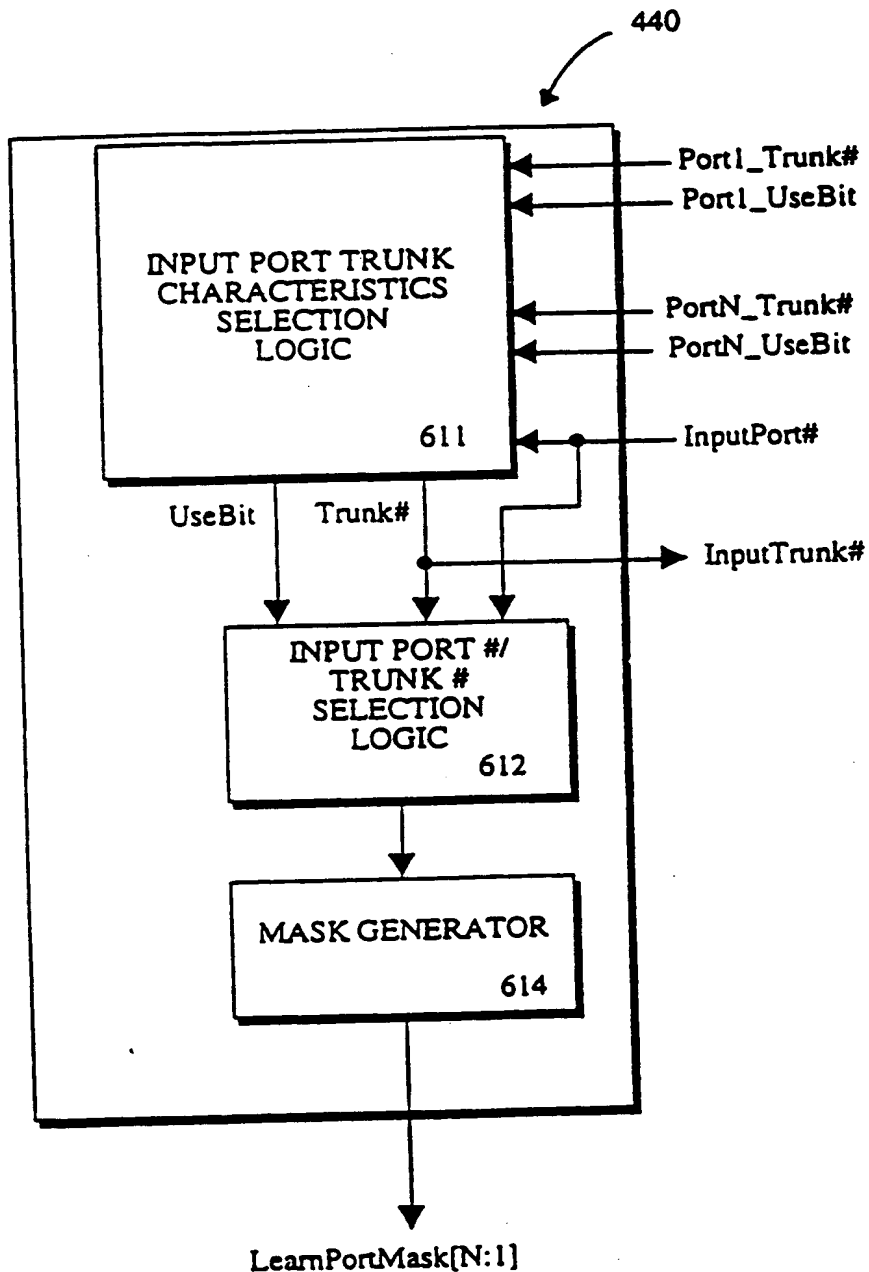 440
Port1_Trunk#
Port1_UseBit
INPUT PORT TRUNK
CHARACTERISTICS
SELECTION
LOGIC
611
PortN_Trunk#
PortN_UseBit
InputPort#
UseBit
Trunk#
InputTrunk#
INPUT PORT #/
TRUNK #
SELECTION
LOGIC
612
MASK GENERATOR
614
LearnPortMask[N:1]